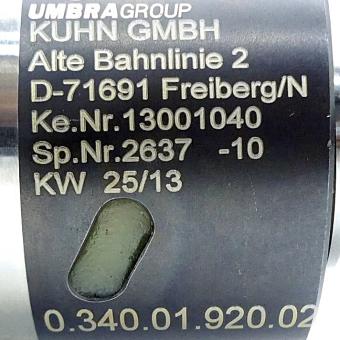 UMBRAGROUP
KUHN GMBH
Alte Bahnlinie 2
D-71691 Freiberg/N
Ke.Nr.13001040
Sp.Nr.2637 -10
KW 25/13
0.340.01.920.02